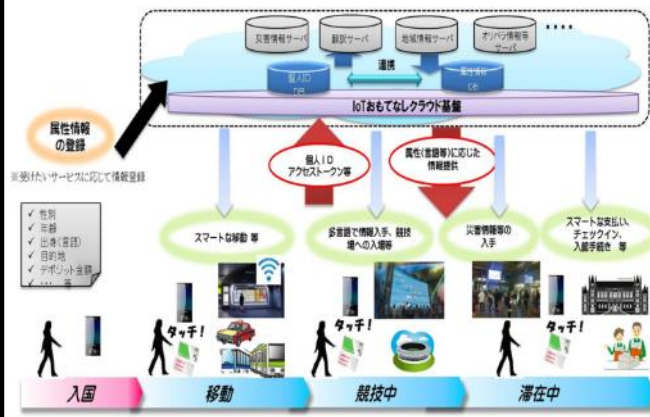 災害情報サーバ
翻訳サーバ
地域情報サーバ
オリパラ情報等
サーバ
・・・・
個人ID
DB
連携
属性情報
DB
IoTおもてなしクラウド基盤
属性情報
の登録
※受けたいサービスに応じて情報登録
個人ID
アクセストークン等
属性(言語等)に応じた
情報提供
✓ 性別
✓ 年齢
✓ 出身(言語)
✓ 目的地
✓ デポジット金額
✓ ・・・ 等
スマートな移動 等
多言語で情報入手、競技
場への入場等
災害情報等の
入手
スマートな支払い、
チェックイン、
入館手続き 等
タッチ!
タッチ!
タッチ!
入国
移動
競技中
滞在中